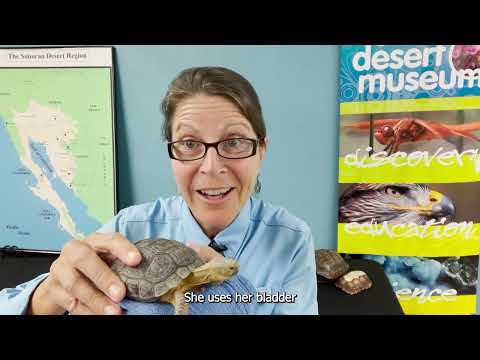 The Sonoran Desert Region
desert
museum
discovery
education
She uses her bladder